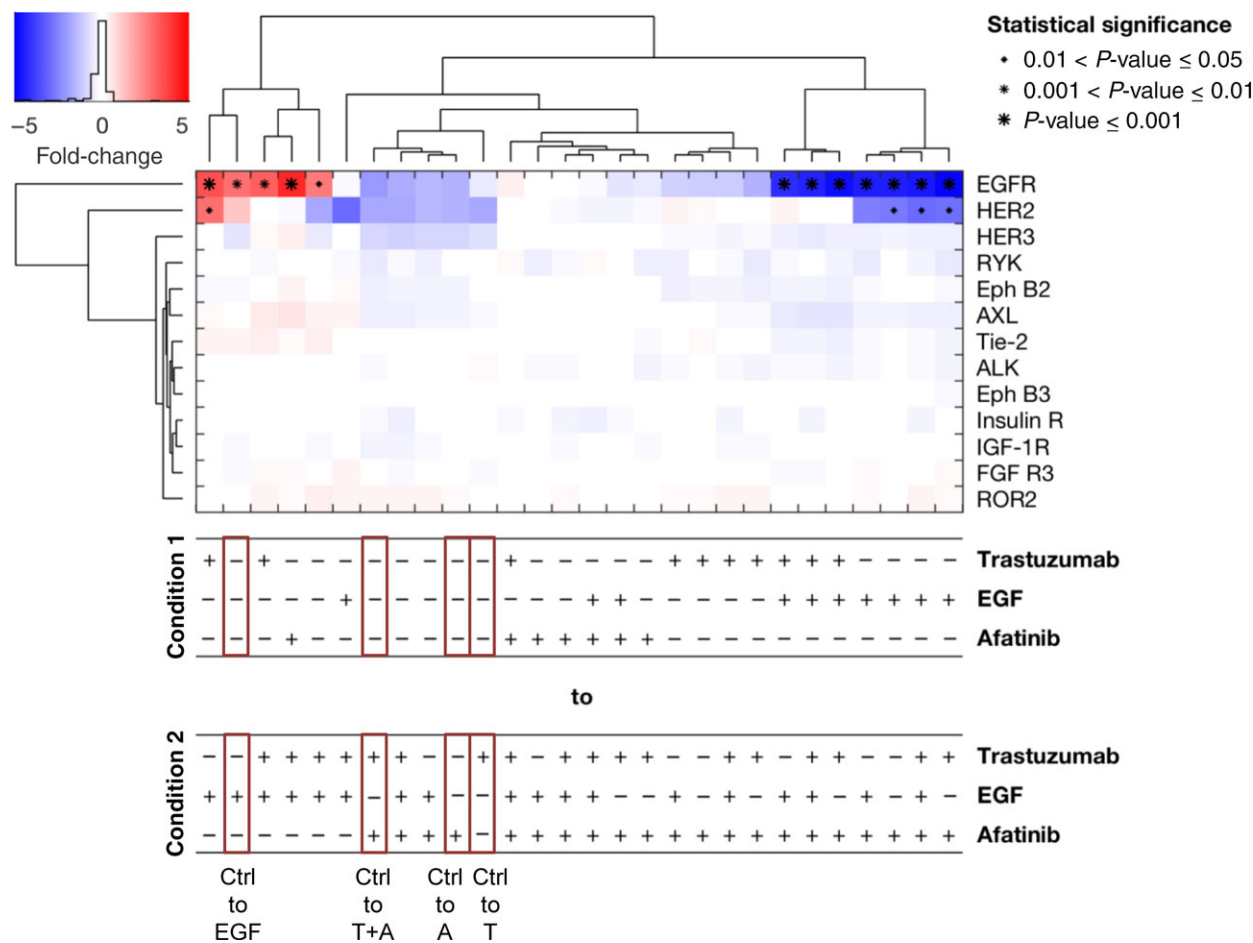 −5 0 5
Fold-change
Statistical significance
0.01 < P-value ≤ 0.05
0.001 < P-value ≤ 0.01
P-value ≤ 0.001
EGFR
HER2
HER3
RYK
Eph B2
AXL
Tie-2
ALK
Eph B3
Insulin R
IGF-1R
FGF R3
ROR2
Condition 1
+ − + − − − − − − − − + − − − − − + + + + + + + − − − − Trastuzumab
− − − − − + − − − − − − − − + + − − − − − + + + + + + + EGF
− − − + − − − − − − − + + + + + + − − − − − − − − − − − Afatinib
to
Condition 2
− − + + + + + + − − + + − + + + + − − + + − + + − − + + Trastuzumab
+ + + + + + − + + − − + + + + − − + − + − − + − + − + − EGF
− − − − − − + + + + − + + + + + + + + + + + + + + + + + Afatinib
Ctrl Ctrl Ctrl Ctrl
to to to to
EGF T+A A T